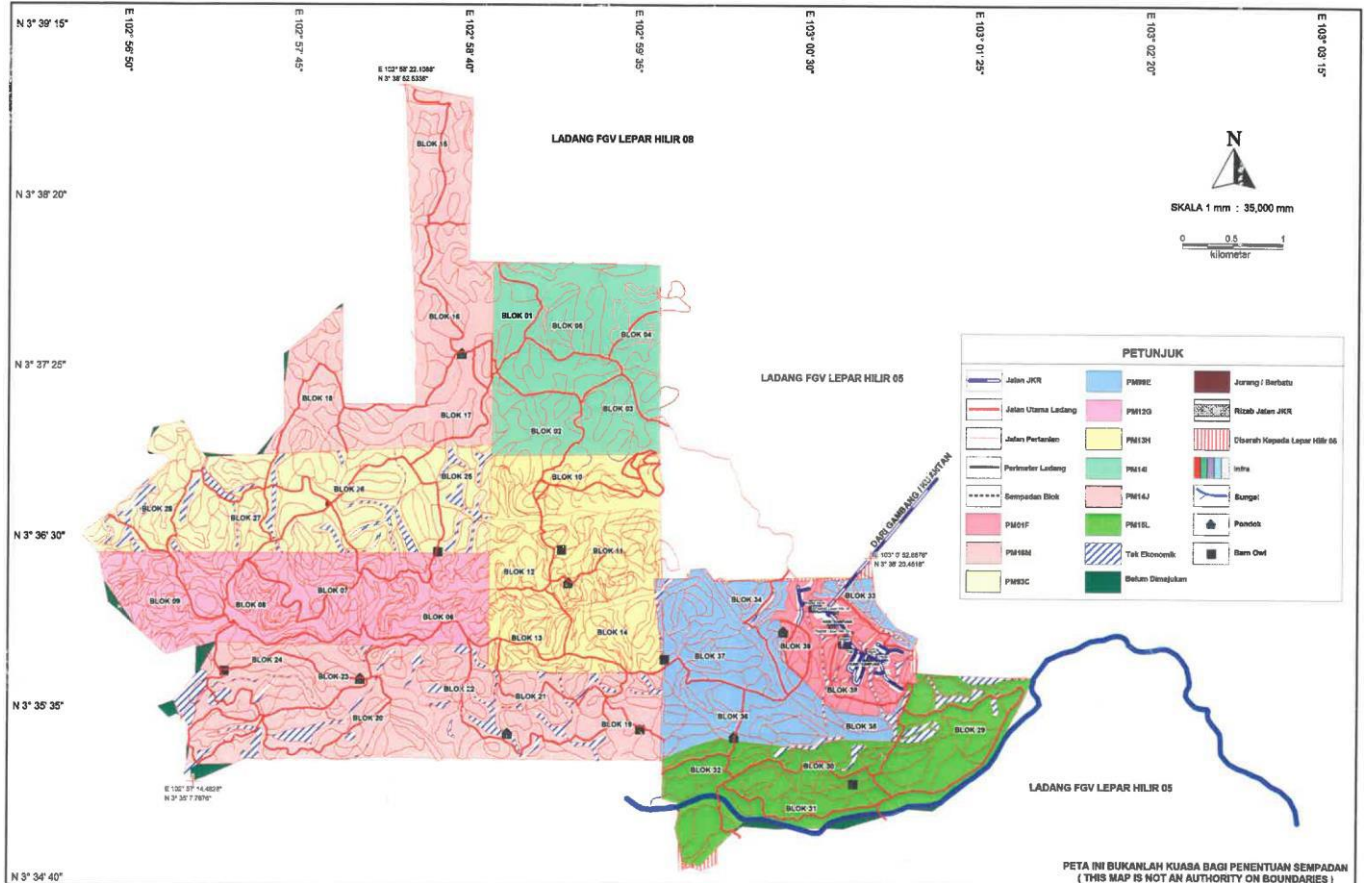 E 102° 56' 50"
E 102° 57' 45"
E 102° 58' 40"
E 102° 59' 35"
E 103° 00' 30"
E 103° 01' 25"
E 103° 02' 20"
E 103° 03' 15"
N 3° 39' 15"
N 3° 38' 20"
N 3° 37' 25"
N 3° 36' 30"
N 3° 35' 35"
N 3° 34' 40"
LADANG FGV LEPAR HILIR 08
N
SKALA 1 mm : 35,000 mm
0 0.5 1
kilometer
BLOK 15
BLOK 16
BLOK 01
BLOK 05
BLOK 04
BLOK 18
BLOK 17
BLOK 02
BLOK 03
LADANG FGV LEPAR HILIR 05
PETUNJUK
Jalan JKR
Jalan Utama Ladang
Jalan Pertanian
Perimeter Ladang
Sempadan Blok
PM01F
PM16M
PM93C
PM98E
PM12G
PM13H
PM14I
PM14J
PM15L
Tak Ekonomik
Belum Dimajukan
Jurang / Berbatu
Rizab Jalan JKR
Diserah Kepada Lepar Hilir 05
Infra
Sungai
Pondok
Barn Owl
BLOK 25
BLOK 26
BLOK 27
BLOK 28
BLOK 10
BLOK 11
BLOK 12
BLOK 13
BLOK 14
DARI GAMBANG / KUANTAN
BLOK 09
BLOK 08
BLOK 07
BLOK 06
BLOK 34
BLOK 33
BLOK 37
BLOK 38
BLOK 39
BLOK 24
BLOK 23
BLOK 22
BLOK 21
BLOK 20
BLOK 19
BLOK 36
BLOK 35
BLOK 29
BLOK 32
BLOK 30
BLOK 31
LADANG FGV LEPAR HILIR 05
PETA INI BUKANLAH KUASA BAGI PENENTUAN SEMPADAN
( THIS MAP IS NOT AN AUTHORITY ON BOUNDARIES )